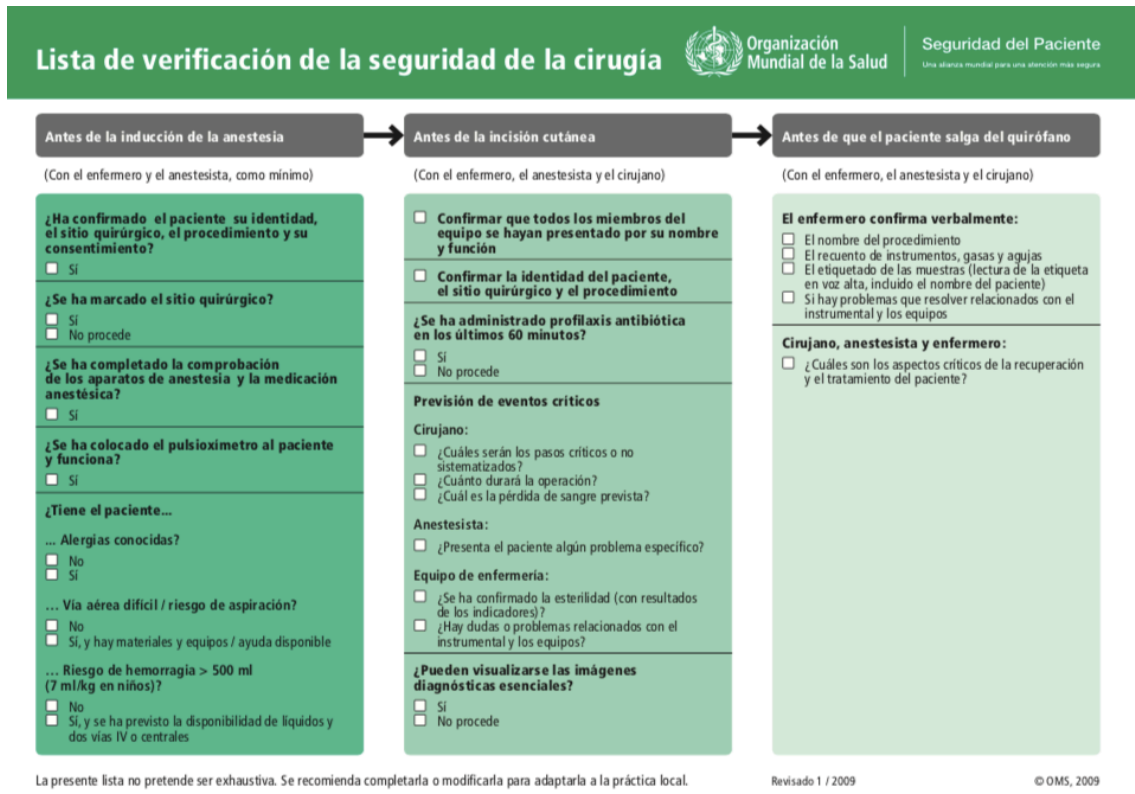 Lista de verificación de la seguridad de la cirugía
Organización
Mundial de la Salud
Seguridad del Paciente
Una alianza mundial para una atención más segura
Antes de la inducción de la anestesia
(Con el enfermero y el anestesista, como mínimo)
¿Ha confirmado el paciente su identidad,
el sitio quirúrgico, el procedimiento y su
consentimiento?
Sí
¿Se ha marcado el sitio quirúrgico?
Sí
No procede
¿Se ha completado la comprobación
de los aparatos de anestesia y la medicación
anestésica?
Sí
¿Se ha colocado el pulsioxímetro al paciente
y funciona?
Sí
¿Tiene el paciente...
... Alergias conocidas?
No
Sí
... Vía aérea difícil / riesgo de aspiración?
No
Sí, y hay materiales y equipos / ayuda disponible
... Riesgo de hemorragia > 500 ml
(7 ml/kg en niños)?
No
Sí, y se ha previsto la disponibilidad de líquidos y
dos vías IV o centrales
Antes de la incisión cutánea
(Con el enfermero, el anestesista y el cirujano)
Confirmar que todos los miembros del
equipo se hayan presentado por su nombre
y función
Confirmar la identidad del paciente,
el sitio quirúrgico y el procedimiento
¿Se ha administrado profilaxis antibiótica
en los últimos 60 minutos?
Sí
No procede
Previsión de eventos críticos
Cirujano:
¿Cuáles serán los pasos críticos o no
sistematizados?
¿Cuánto durará la operación?
¿Cuál es la pérdida de sangre prevista?
Anestesista:
¿Presenta el paciente algún problema específico?
Equipo de enfermería:
¿Se ha confirmado la esterilidad (con resultados
de los indicadores)?
¿Hay dudas o problemas relacionados con el
instrumental y los equipos?
¿Pueden visualizarse las imágenes
diagnósticas esenciales?
Sí
No procede
Antes de que el paciente salga del quirófano
(Con el enfermero, el anestesista y el cirujano)
El enfermero confirma verbalmente:
El nombre del procedimiento
El recuento de instrumentos, gasas y agujas
El etiquetado de las muestras (lectura de la etiqueta
en voz alta, incluido el nombre del paciente)
Si hay problemas que resolver relacionados con el
instrumental y los equipos
Cirujano, anestesista y enfermero:
¿Cuáles son los aspectos críticos de la recuperación
y el tratamiento del paciente?
La presente lista no pretende ser exhaustiva. Se recomienda completarla o modificarla para adaptarla a la práctica local.
Revisado 1 / 2009
© OMS, 2009